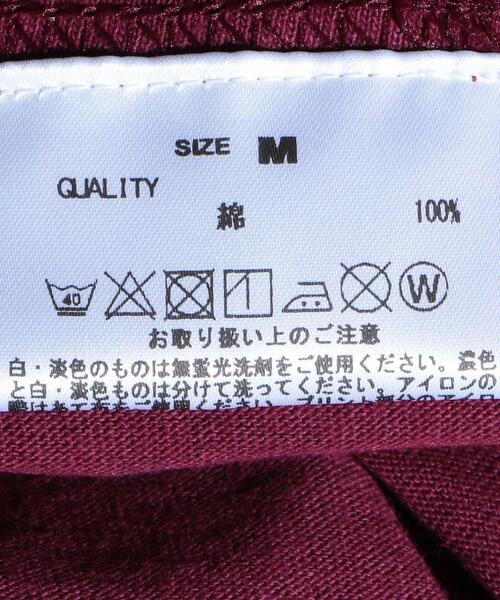 SIZE M
QUALITY
綿 100%
40 W
お取り扱い上のご注意
白・淡色のものは無蛍光洗剤をご使用ください。濃色
と白・淡色ものは分けて洗ってください。アイロンの